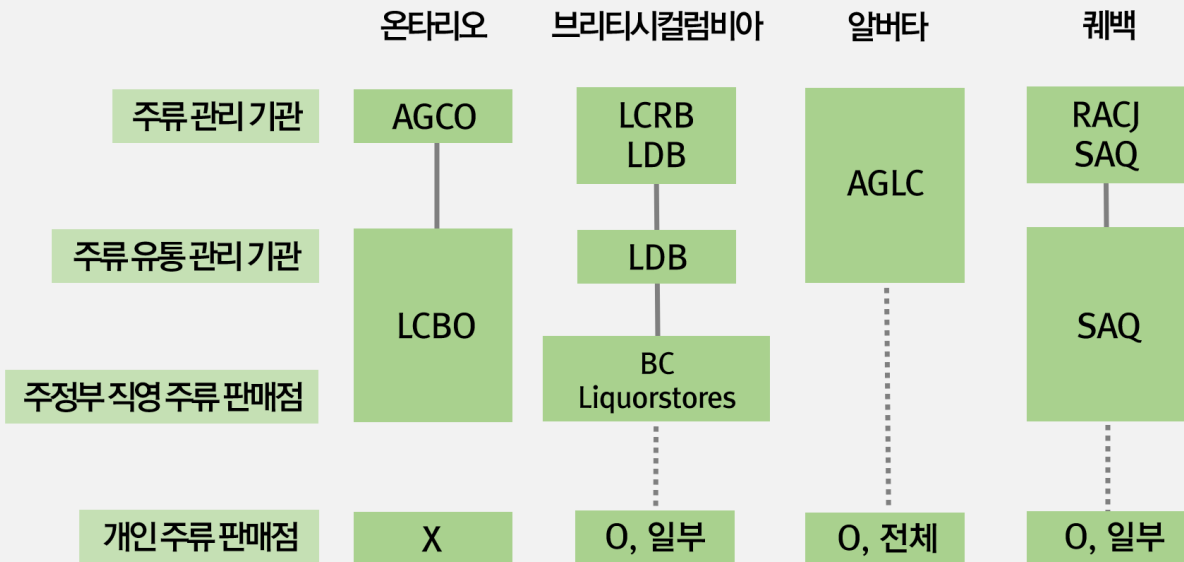 온타리오 브리티시컬럼비아 알버타 퀘백
주류 관리 기관 AGCO LCRB LDB AGLC RACJ SAQ
주류 유통 관리 기관 LCBO LDB SAQ
주정부 직영 주류 판매점 BC Liquorstores
개인 주류 판매점 X O, 일부 O, 전체 O, 일부